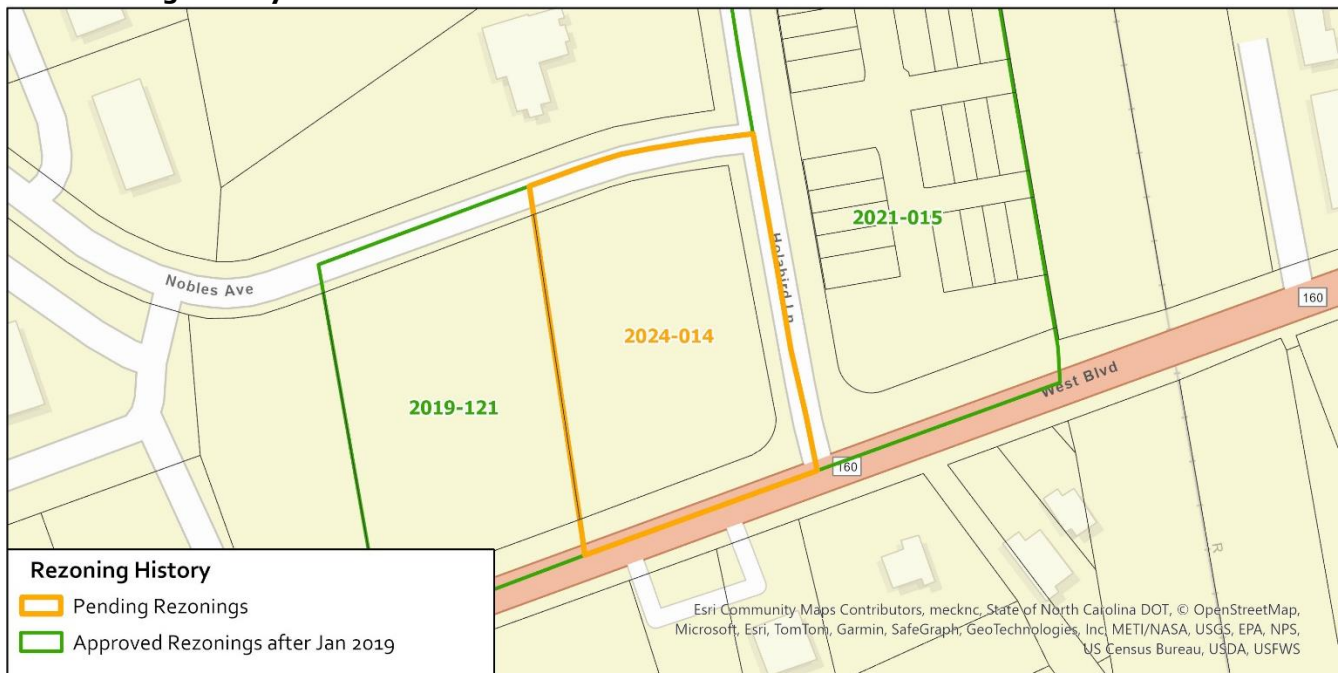 Nobles Ave
2019-121
2024-014
Holabird Ln
2021-015
West Blvd
160
160
R
Rezoning History
Pending Rezonings
Approved Rezonings after Jan 2019
Esri Community Maps Contributors, mecknc, State of North Carolina DOT, © OpenStreetMap,
Microsoft, Esri, TomTom, Garmin, SafeGraph, GeoTechnologies, Inc, METI/NASA, USGS, EPA, NPS,
US Census Bureau, USDA, USFWS